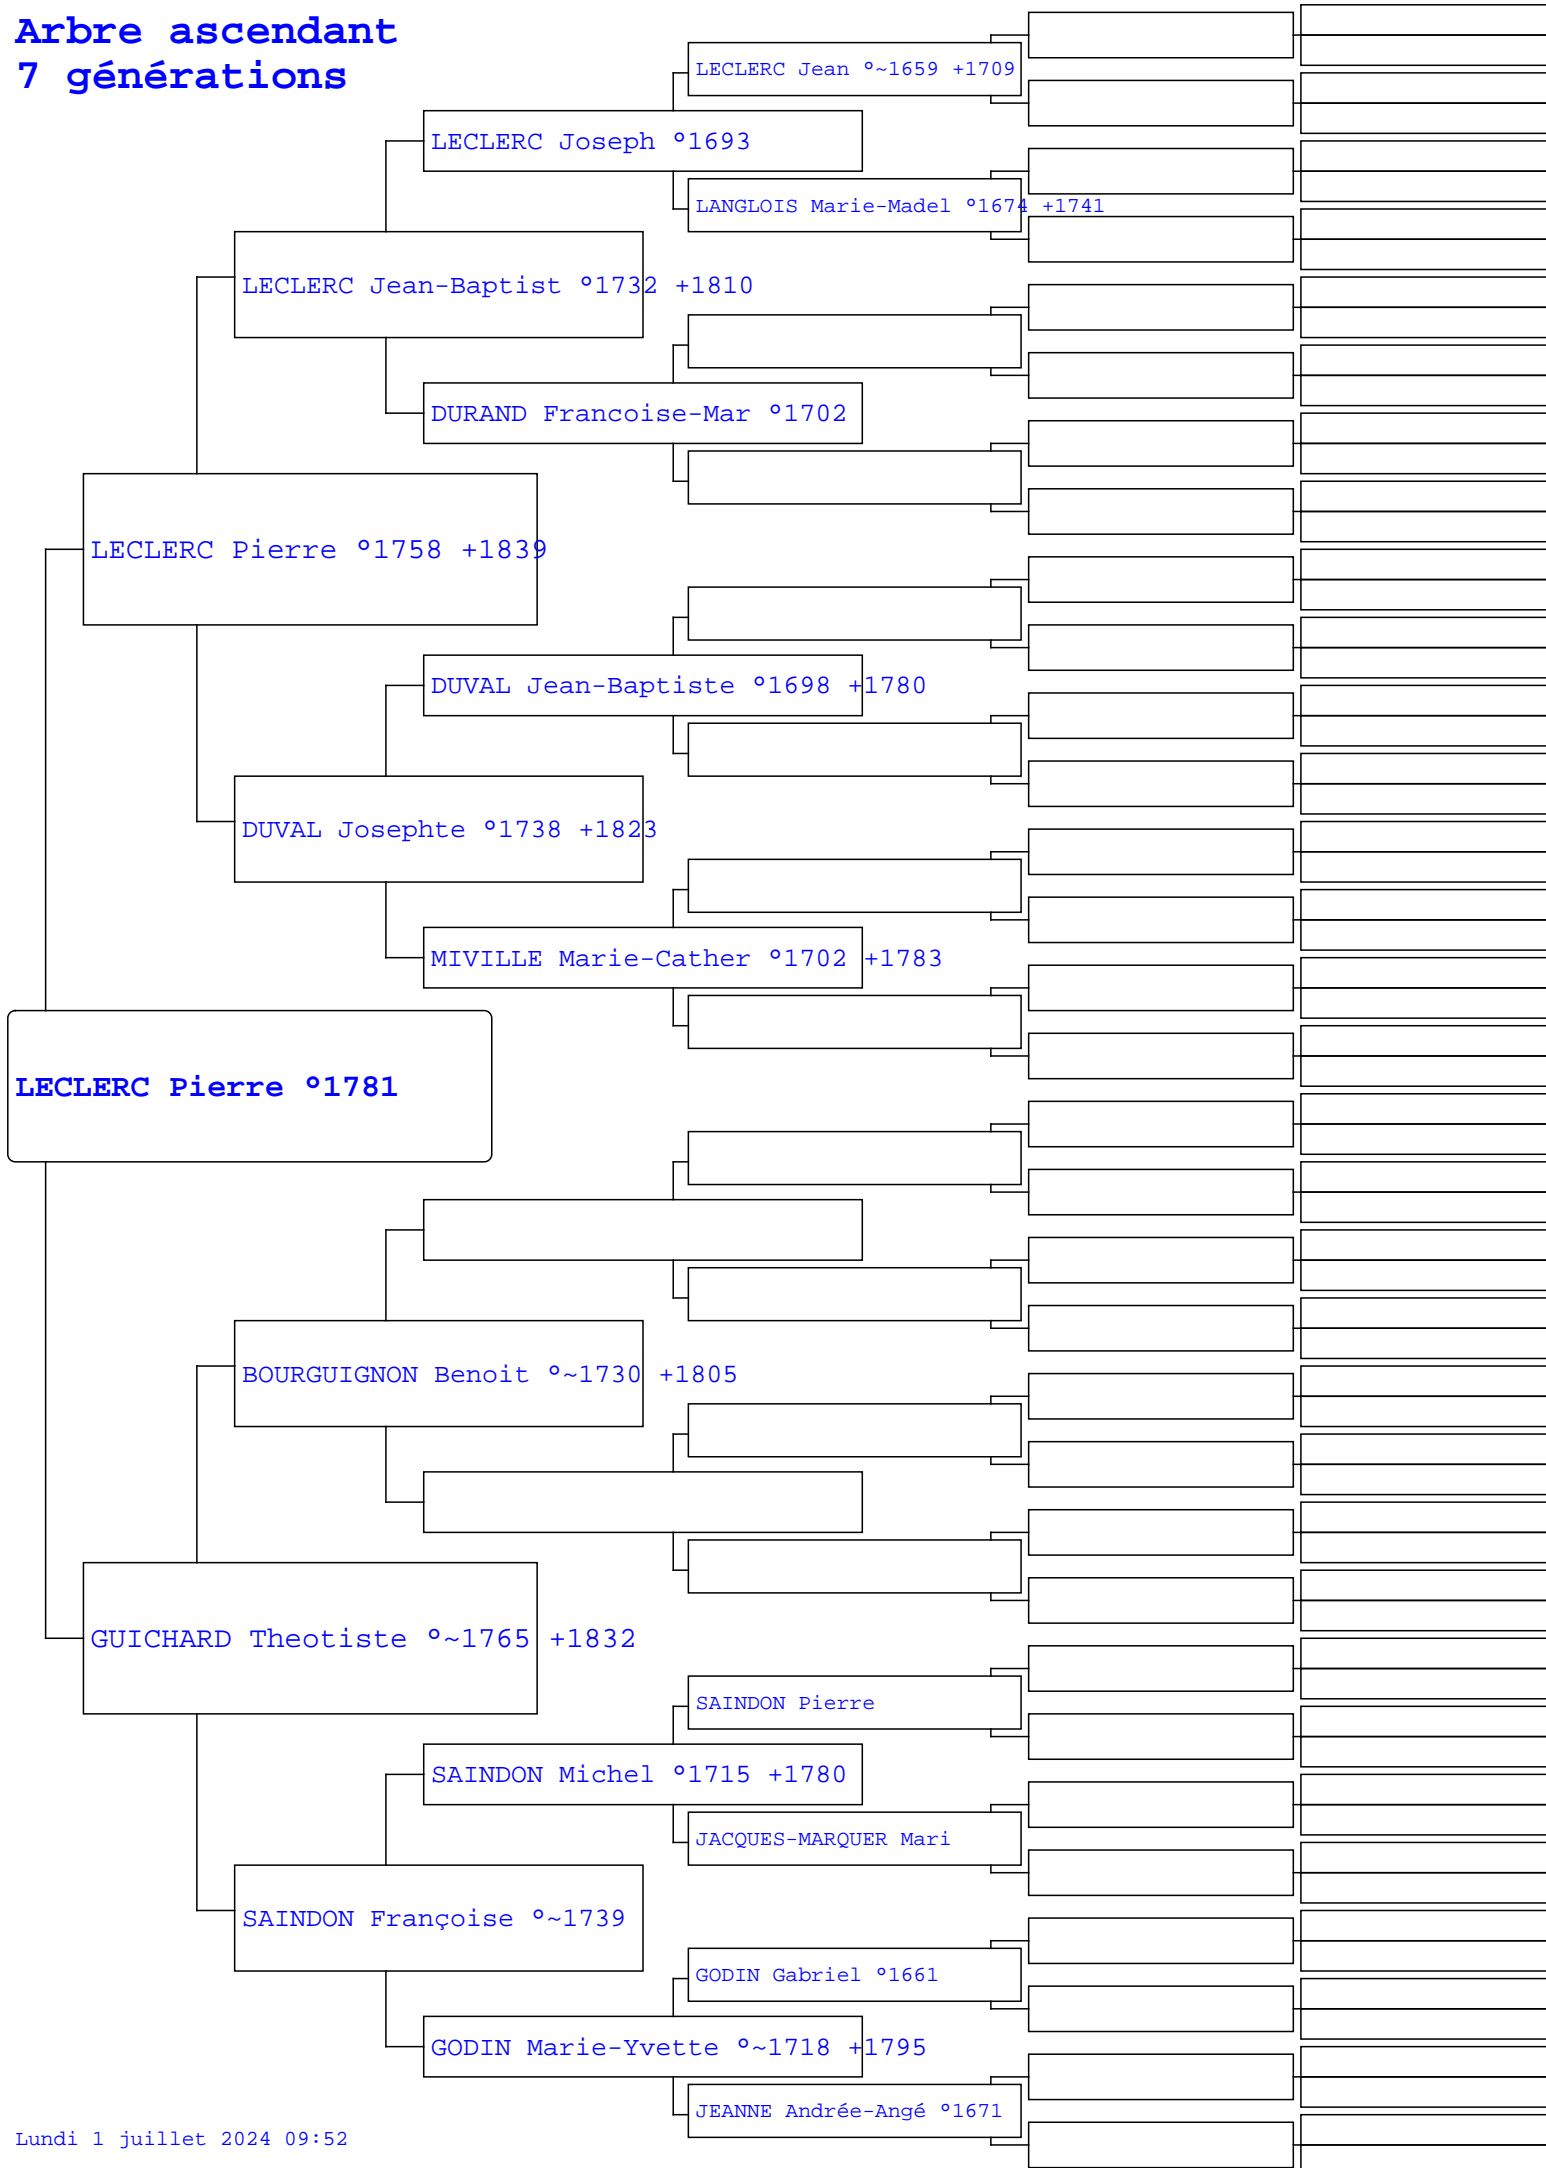 Arbre ascendant
7 générations
LECLERC Jean °~1659 +1709
LECLERC Joseph °1693
LANGLOIS Marie-Madel °1674 +1741
LECLERC Jean-Baptist °1732 +1810
DURAND Francoise-Mar °1702
LECLERC Pierre °1758 +1839
DUVAL Jean-Baptiste °1698 +1780
DUVAL Josephte °1738 +1823
MIVILLE Marie-Cather °1702 +1783
LECLERC Pierre °1781
BOURGUIGNON Benoit °~1730 +1805
GUICHARD Theotiste °~1765 +1832
SAINDON Pierre
SAINDON Michel °1715 +1780
JACQUES-MARQUER Mari
SAINDON Françoise °~1739
GODIN Gabriel °1661
GODIN Marie-Yvette °~1718 +1795
JEANNE Andrée-Angé °1671
Lundi 1 juillet 2024 09:52